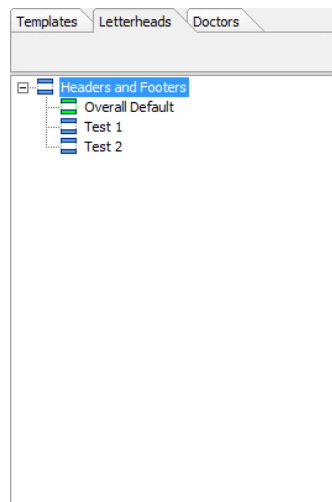 Templates Letterheads Doctors
Headers and Footers
Overall Default
Test 1
Test 2